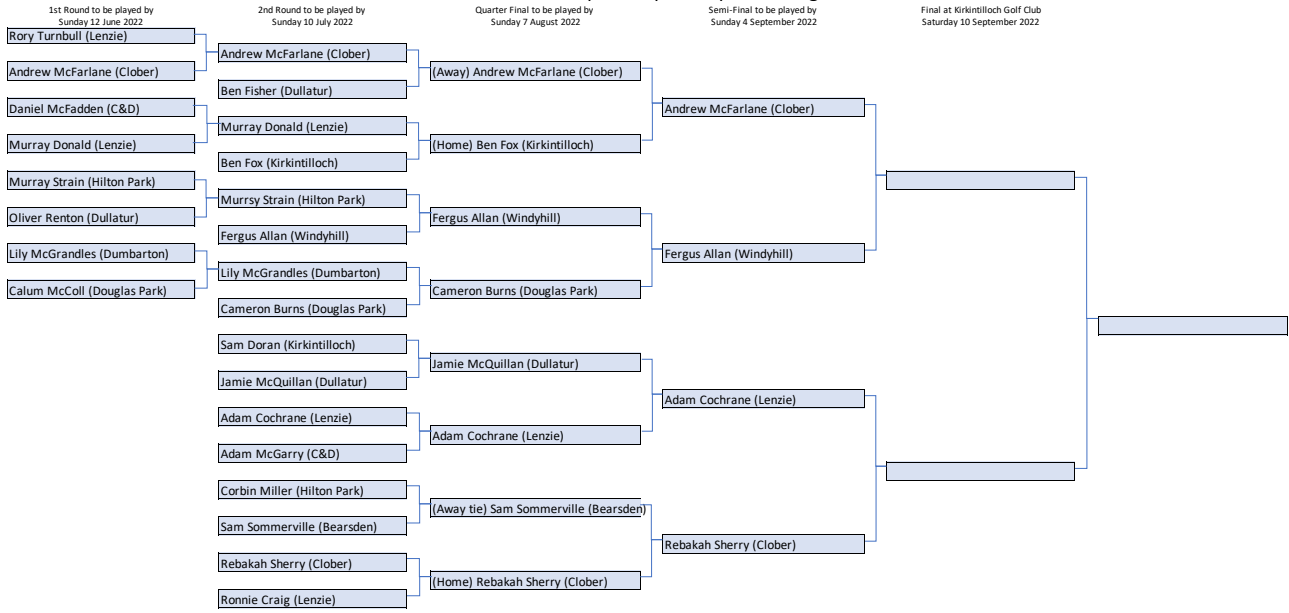 1st Round to be played by
Sunday 12 June 2022
2nd Round to be played by
Sunday 10 July 2022
Quarter Final to be played by
Sunday 7 August 2022
Semi-Final to be played by
Sunday 4 September 2022
Final at Kirkintilloch Golf Club
Saturday 10 September 2022
Rory Turnbull (Lenzie)
Andrew McFarlane (Clober)
Daniel McFadden (C&D)
Murray Donald (Lenzie)
Murray Strain (Hilton Park)
Oliver Renton (Dullatur)
Lily McGrandles (Dumbarton)
Calum McColl (Douglas Park)
Andrew McFarlane (Clober)
Ben Fisher (Dullatur)
Murray Donald (Lenzie)
Ben Fox (Kirkintilloch)
Murrsy Strain (Hilton Park)
Fergus Allan (Windyhill)
Lily McGrandles (Dumbarton)
Cameron Burns (Douglas Park)
Sam Doran (Kirkintilloch)
Jamie McQuillan (Dullatur)
Adam Cochrane (Lenzie)
Adam McGarry (C&D)
Corbin Miller (Hilton Park)
Sam Sommerville (Bearsden)
Rebakah Sherry (Clober)
Ronnie Craig (Lenzie)
(Away) Andrew McFarlane (Clober)
(Home) Ben Fox (Kirkintilloch)
Fergus Allan (Windyhill)
Cameron Burns (Douglas Park)
Jamie McQuillan (Dullatur)
Adam Cochrane (Lenzie)
(Away tie) Sam Sommerville (Bearsden)
(Home) Rebakah Sherry (Clober)
Andrew McFarlane (Clober)
Fergus Allan (Windyhill)
Adam Cochrane (Lenzie)
Rebakah Sherry (Clober)